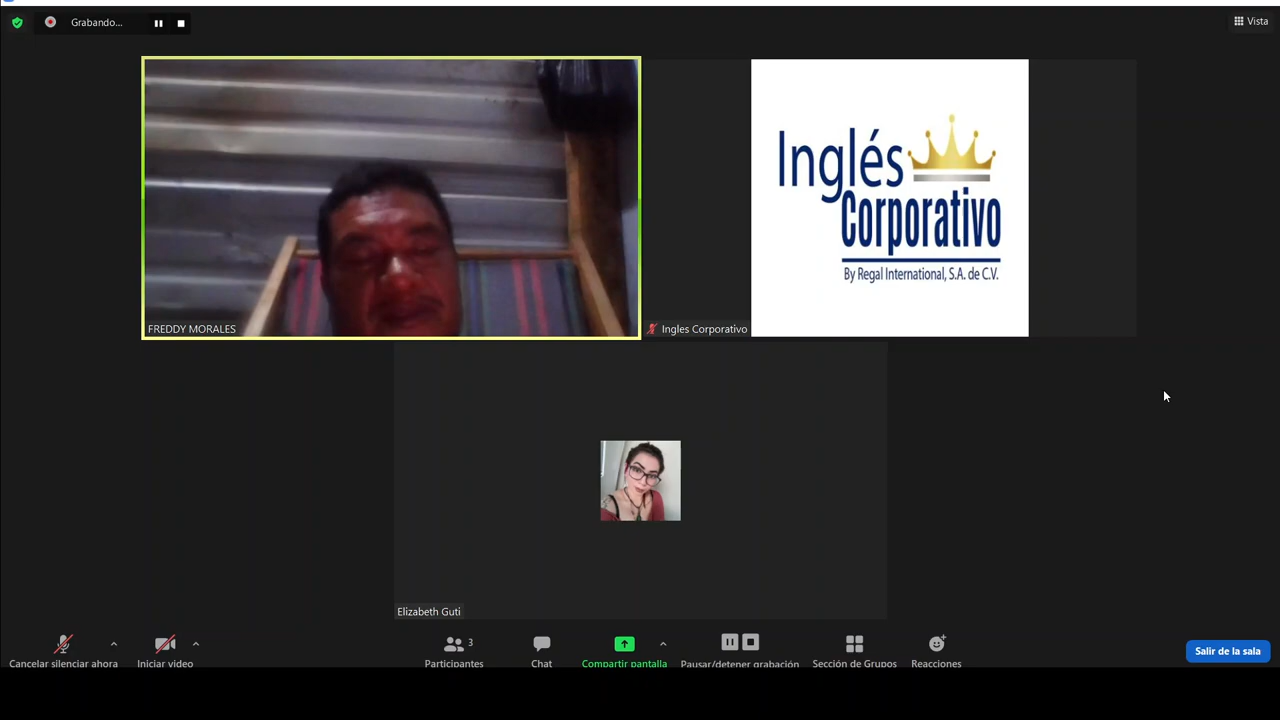 Grabando...
Vista
Inglés
Corporativo
By Regal International, S.A. de C.V.
FREDDY MORALES
Ingles Corporativo
Elizabeth Guti
3
Cancelar silenciar ahora
Iniciar video
Participantes
Chat
Compartir pantalla
Pausar/detener grabación
Sección de Grupos
Reacciones
Salir de la sala